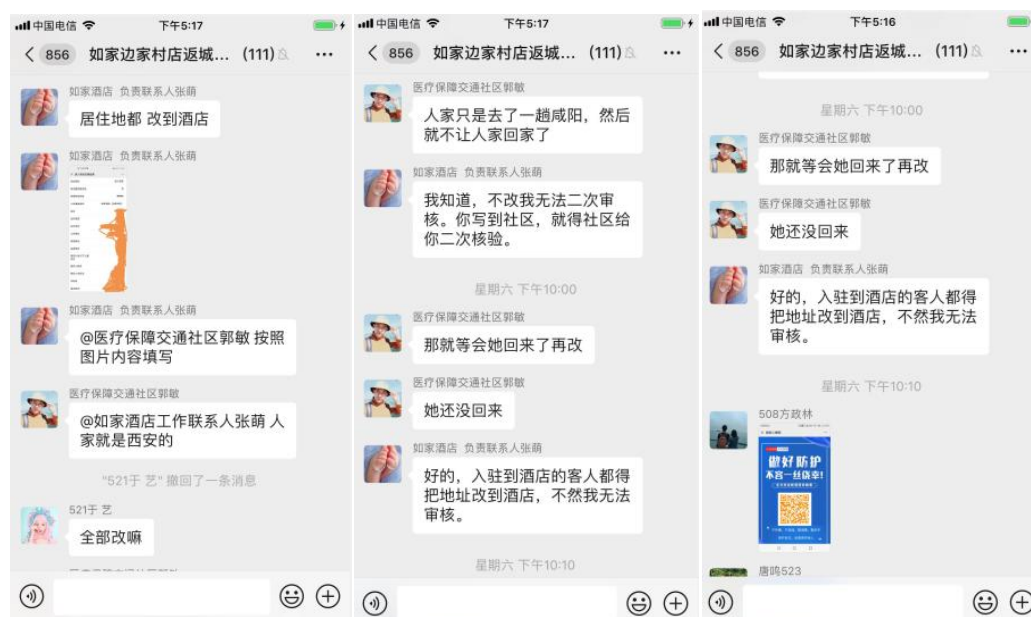 中国电信
下午5:17
856
如家边家村店返城... (111)
如家酒店 负责联系人张萌
居住地都 改到酒店
如家酒店 负责联系人张萌
如家酒店 负责联系人张萌
@医疗保障交通社区郭敏 按照
图片内容填写
医疗保障交通社区郭敏
@如家酒店工作联系人张萌 人
家就是西安的
"521于 艺" 撤回了一条消息
521于 艺
全部改嘛
中国电信
下午5:17
856
如家边家村店返城... (111)
医疗保障交通社区郭敏
人家只是去了一趟咸阳，然后
就不让人家回家了
如家酒店 负责联系人张萌
我知道，不改我无法二次审
核。你写到社区，就得社区给
你二次核验。
星期六 下午10:00
医疗保障交通社区郭敏
那就等会她回来了再改
医疗保障交通社区郭敏
她还没回来
如家酒店 负责联系人张萌
好的，入驻到酒店的客人都得
把地址改到酒店，不然我无法
审核。
星期六 下午10:10
中国电信
下午5:16
856
如家边家村店返城... (111)
星期六 下午10:00
医疗保障交通社区郭敏
那就等会她回来了再改
医疗保障交通社区郭敏
她还没回来
如家酒店 负责联系人张萌
好的，入驻到酒店的客人都得
把地址改到酒店，不然我无法
审核。
星期六 下午10:10
508方政林
做好防护
不容一丝侥幸!
唐鸣523